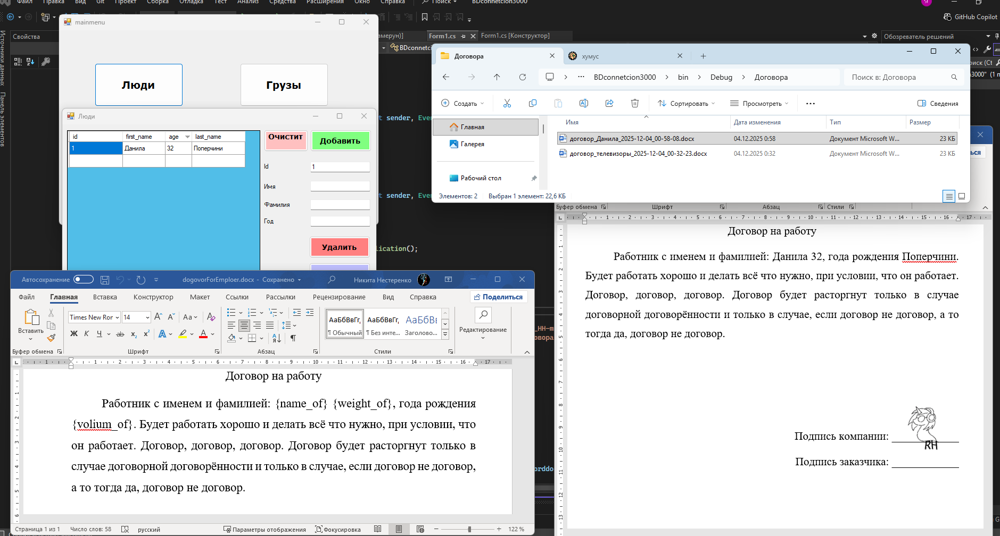 Файл Правка Вид Git Проект Сборка Отладка Тест Анализ Средства Расширения Окно Справка Поиск BDconnetcion3000
GitHub Copilot
Источники данных
Панель элементов
Свойства
Form1.cs
Form1.cs [Конструктор]
Обозреватель решений
BDconnetci
mainmenu
Люди
Грузы
t sender, Even
t sender, Even
lication();
Люди
id first_name age last_name
1 Данила 32 Поперчини
Очистит
Добавить
Id 1
Имя
Фамилия
Год
Удалить
Договора
хумус
BDconnetcion3000 > bin > Debug > Договора
Поиск в: Договора
Создать
Сортировать
Просмотреть
Сведения
Главная
Галерея
Рабочий стол
Имя Дата изменения Тип Размер
договор_Данила_2025-12-04_00-58-08.docx 04.12.2025 0:58 Документ Microsoft W... 23 КБ
договор_телевизоры_2025-12-04_00-32-23.docx 04.12.2025 0:32 Документ Microsoft W... 23 КБ
Элементов: 2 Выбран 1 элемент: 22,6 КБ
Автосохранение
dogovorForEmploer.docx - Сохранено
Никита Нестеренко
Файл Главная Вставка Конструктор Макет Ссылки Рассылки Рецензирование Вид Справка Поделиться
Вставить
Times New Ror 14
Ж К Ч ab x₂ x²
АаБбВвГг, АаБбВвГг, АаБбВ
¶ Обычный ¶ Без инте... Заголово...
Редактирование
Буфер обмена Шрифт Абзац Стили
Договор на работу
Работник с именем и фамилией: {name_of} {weight_of}, года рождения
{volium_of}. Будет работать хорошо и делать всё что нужно, при условии, что
он работает. Договор, договор, договор. Договор будет расторгнут только в
случае договорной договорённости и только в случае, если договор не договор,
а то тогда да, договор не договор.
Страница 1 из 1 Число слов: 58 русский Параметры отображения Фокусировка 122 %
Буфер обмена Шрифт Абзац Стили
Договор на работу
Работник с именем и фамилией: Данила 32, года рождения Поперчини.
Будет работать хорошо и делать всё что нужно, при условии, что он работает.
Договор, договор, договор. Договор будет расторгнут только в случае
договорной договорённости и только в случае, если договор не договор, а то
тогда да, договор не договор.
Подпись компании:
RH
Подпись заказчика: